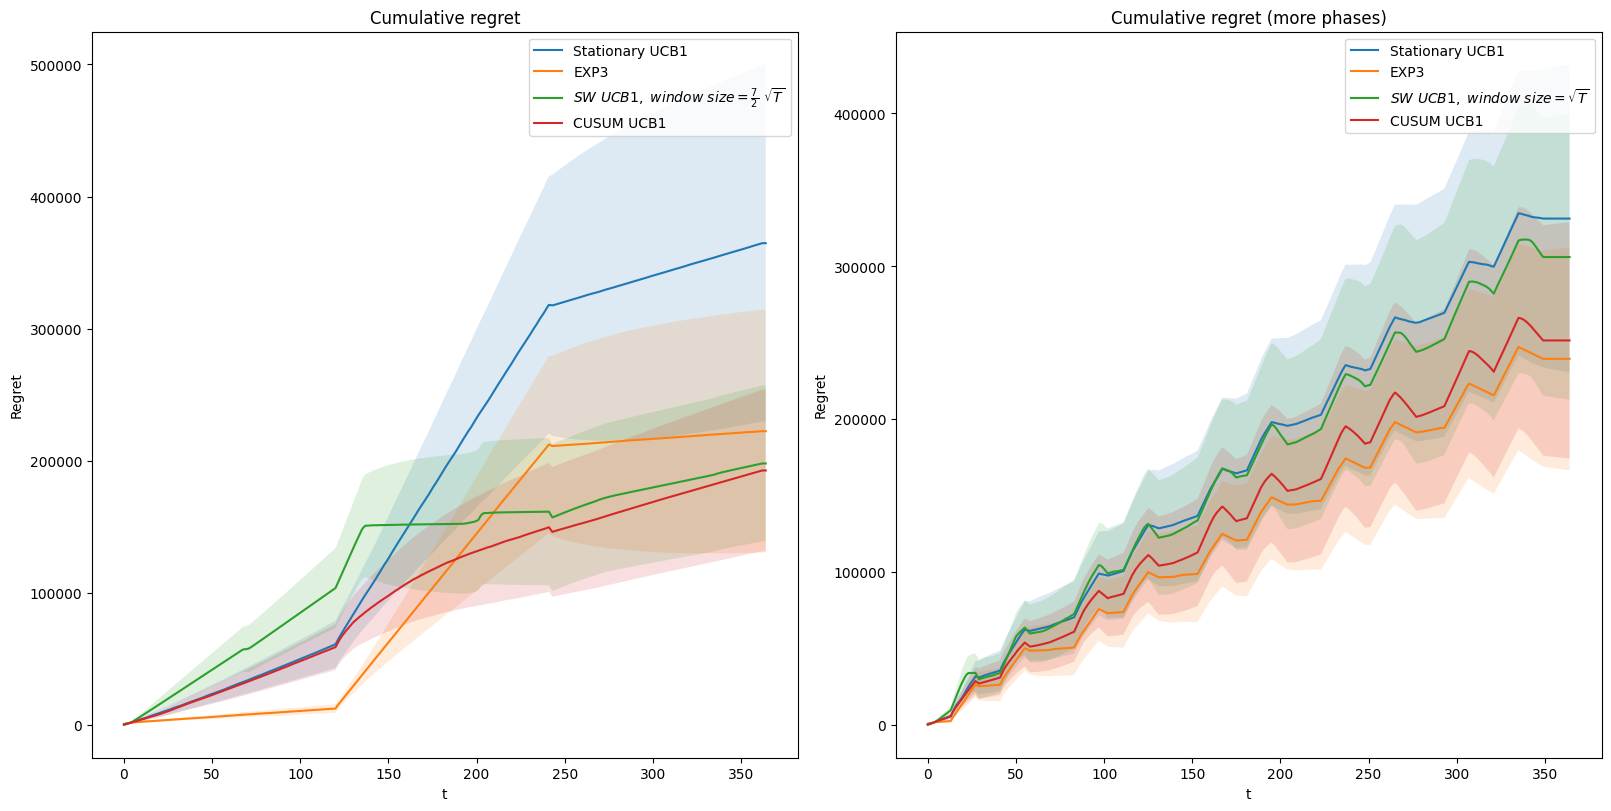 Cumulative regret
Stationary UCB1
EXP3
SW UCB1, window size = 7/2 √T
CUSUM UCB1
500000
400000
300000
200000
100000
0
Regret
0 50 100 150 200 250 300 350
t
Cumulative regret (more phases)
Stationary UCB1
EXP3
SW UCB1, window size = √T
CUSUM UCB1
400000
300000
200000
100000
0
Regret
0 50 100 150 200 250 300 350
t